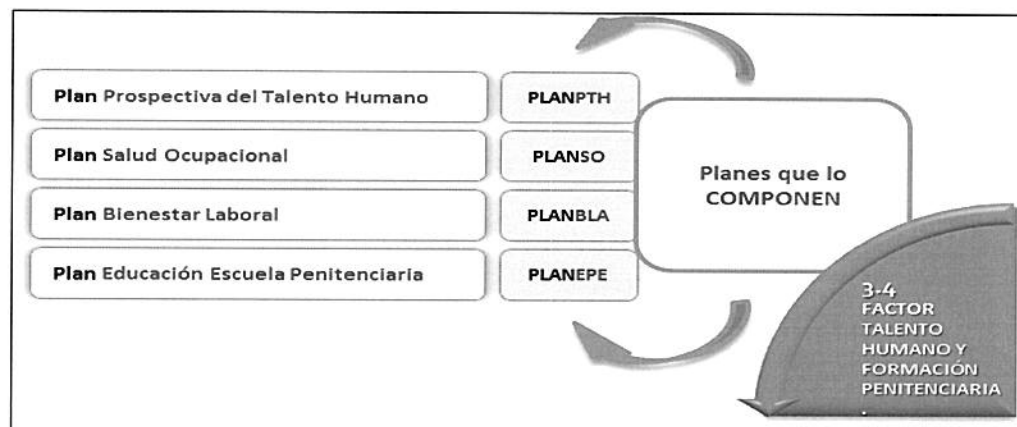 Plan Prospectiva del Talento Humano
PLANPTH
Plan Salud Ocupacional
PLANSO
Plan Bienestar Laboral
PLANBLA
Plan Educación Escuela Penitenciaria
PLANEPE
Planes que lo
COMPONEN
3-4
FACTOR
TALENTO
HUMANO Y
FORMACIÓN
PENITENCIARIA
.